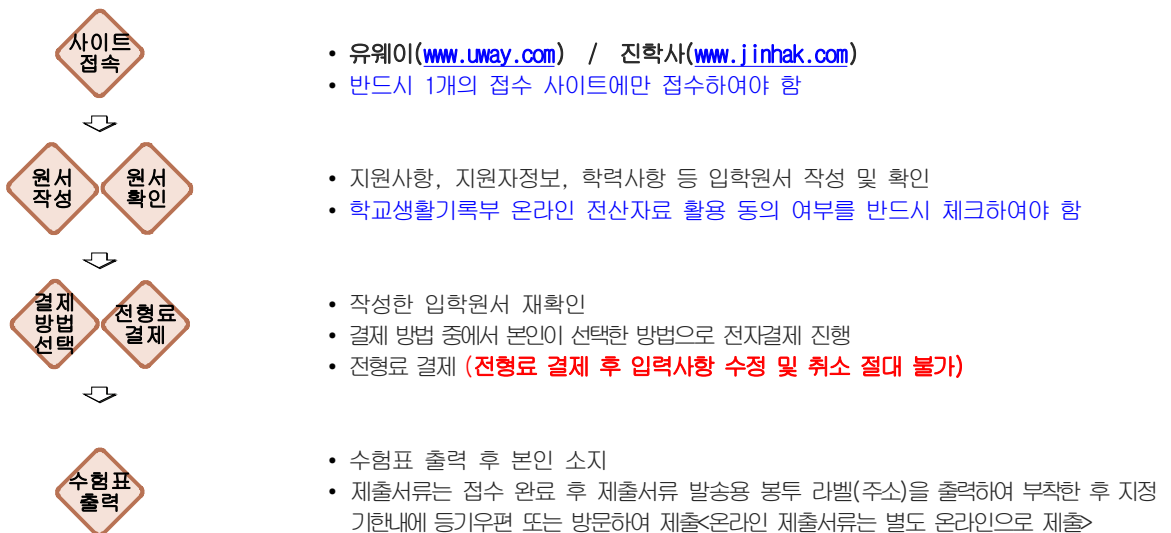 사이트
접속
• 유웨이(www.uway.com) / 진학사(www.jinhak.com)
• 반드시 1개의 접수 사이트에만 접수하여야 함
원서
작성
원서
확인
• 지원사항, 지원자정보, 학력사항 등 입학원서 작성 및 확인
• 학교생활기록부 온라인 전산자료 활용 동의 여부를 반드시 체크하여야 함
결제
방법
선택
전형료
결제
• 작성한 입학원서 재확인
• 결제 방법 중에서 본인이 선택한 방법으로 전자결제 진행
• 전형료 결제 (전형료 결제 후 입력사항 수정 및 취소 절대 불가)
수험표
출력
• 수험표 출력 후 본인 소지
• 제출서류는 접수 완료 후 제출서류 발송용 봉투 라벨(주소)을 출력하여 부착한 후 지정
기한내에 등기우편 또는 방문하여 제출<온라인 제출서류는 별도 온라인으로 제출>